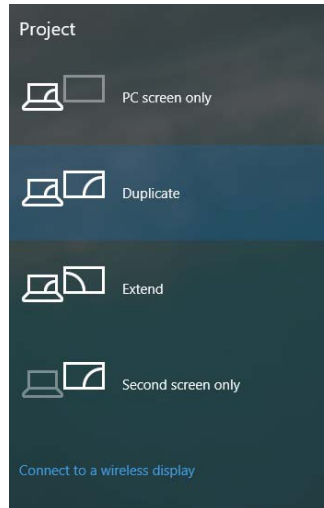 Project
PC screen only
Duplicate
Extend
Second screen only
Connect to a wireless display